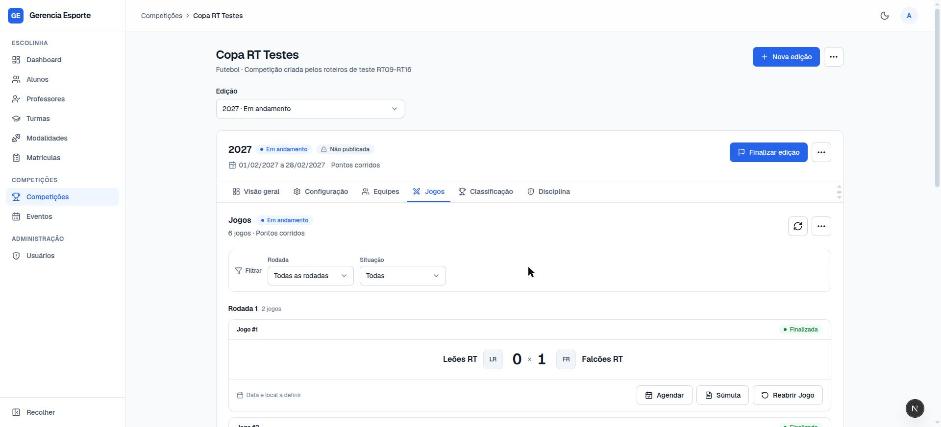 GE Gerencia Esporte
Competições > Copa RT Testes
A
ESCOLINHA
Dashboard
Alunos
Professores
Turmas
Modalidades
Matrículas
COMPETIÇÕES
Competições
Eventos
ADMINISTRAÇÃO
Usuários
Recolher
Copa RT Testes
Futebol · Competição criada pelos roteiros de teste RT09-RT16
+ Nova edição
Edição
2027 · Em andamento
2027 Em andamento Não publicada
01/02/2027 a 28/02/2027 · Pontos corridos
Finalizar edição
Visão geral Configuração Equipes Jogos Classificação Disciplina
Jogos Em andamento
6 jogos · Pontos corridos
Filtrar
Rodada Situação
Todas as rodadas Todas
Rodada 1 2 jogos
Jogo #1 Finalizada
Leões RT LR 0 × 1 FR Falcões RT
Data e local a definir Agendar Súmula Reabrir Jogo
Finalizada
N